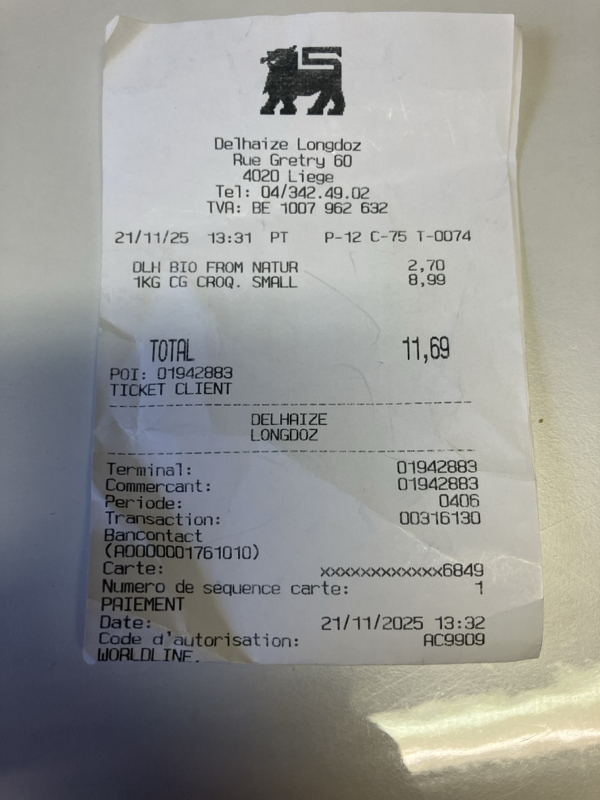 Delhaize Longdoz
Rue Gretry 60
4020 Liege
Tel: 04/342.49.02
TVA: BE 1007 962 632
21/11/25 13:31 PT P-12 C-75 T-0074
DLH BIO FROM NATUR 2,70
1KG CG CROQ. SMALL 8,99
TOTAL 11,69
POI: 01942883
TICKET CLIENT
DELHAIZE
LONGDOZ
Terminal: 01942883
Commercant: 01942883
Periode: 0406
Transaction: 00316130
Bancontact
(A0000001761010)
Carte: xxxxxxxxxxxxx6849
Numero de sequence carte: 1
PAIEMENT
Date: 21/11/2025 13:32
Code d'autorisation: AC9909
WORLDLINE.